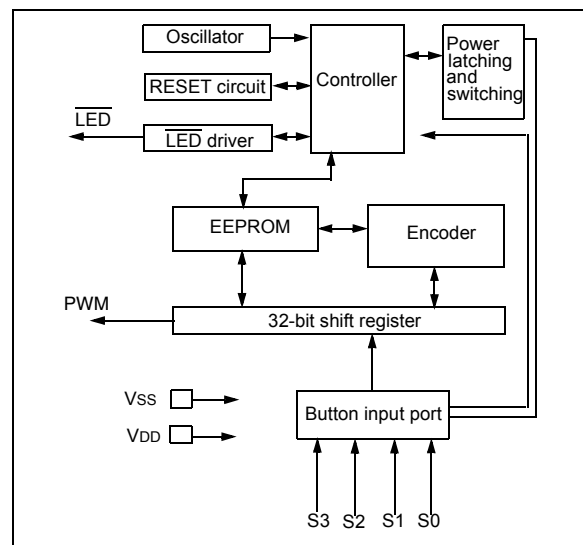 Oscillator
RESET circuit
LED
LED driver
Controller
Power
latching
and
switching
EEPROM
Encoder
PWM
32-bit shift register
VSS
VDD
Button input port
S3 S2 S1 S0